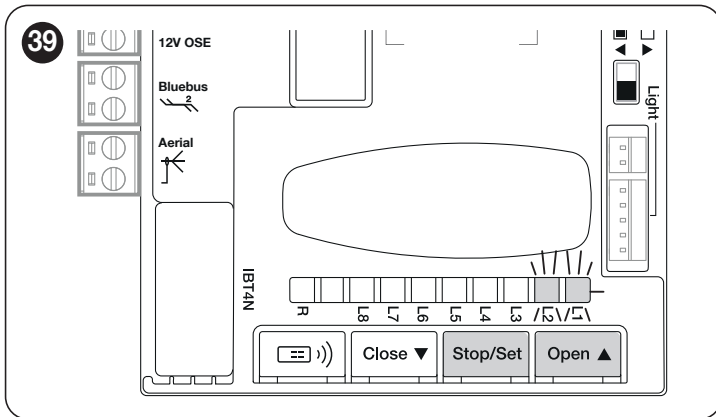 39
12V OSE
Bluebus
2
Aerial
Light
IBT4N
R L8 L7 L6 L5 L4 L3 L2 L1
Close ▼ Stop/Set Open ▲